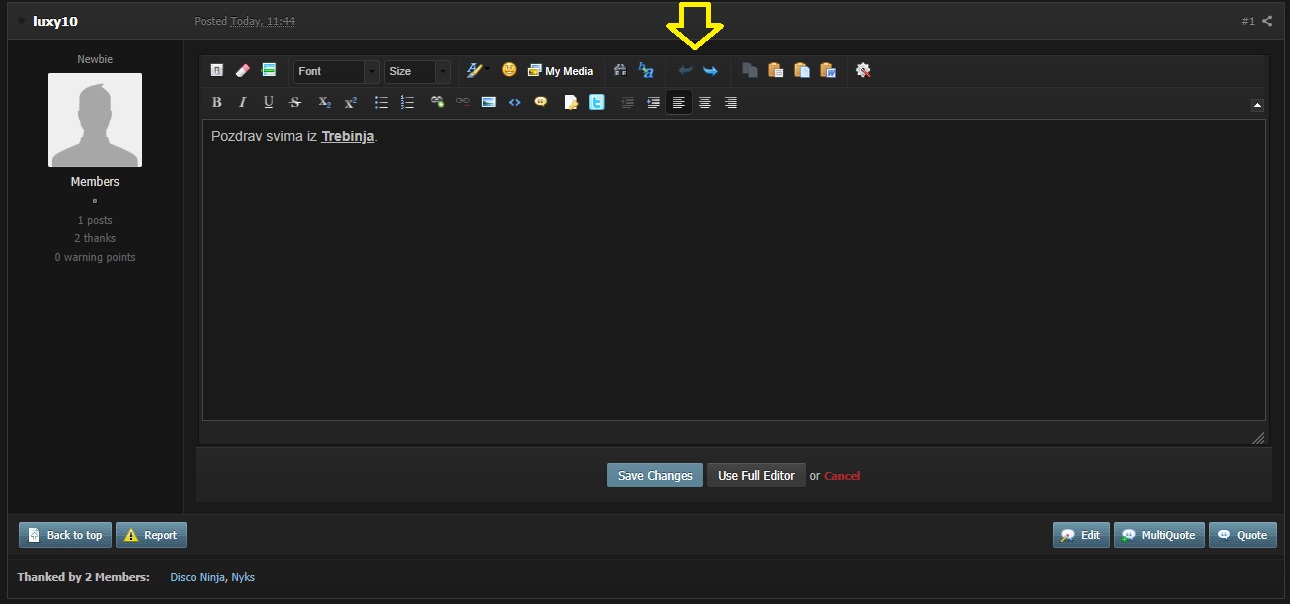 luxy10
Posted Today, 11:44
#1
Newbie
Members
1 posts
2 thanks
0 warning points
Font
Size
My Media
B I U S X2 X2
Pozdrav svima iz Trebinja.
Save Changes
Use Full Editor
or Cancel
Back to top
Report
Edit
MultiQuote
Quote
Thanked by 2 Members:
Disco Ninja, Nyks